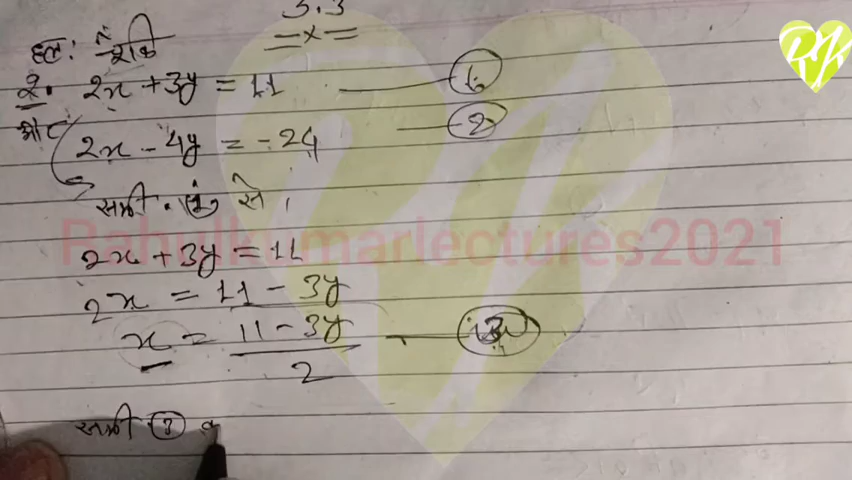 3.3
हल: चूंकि
2. 2x + 3y = 11 ——— (1)
और 2x - 4y = -24 —— (2)
समी. (1) से,
Rahulkumarlectures2021
2x + 3y = 11
2x = 11 - 3y
x = 11 - 3y / 2 ——— (3)
समी. (3)
RK